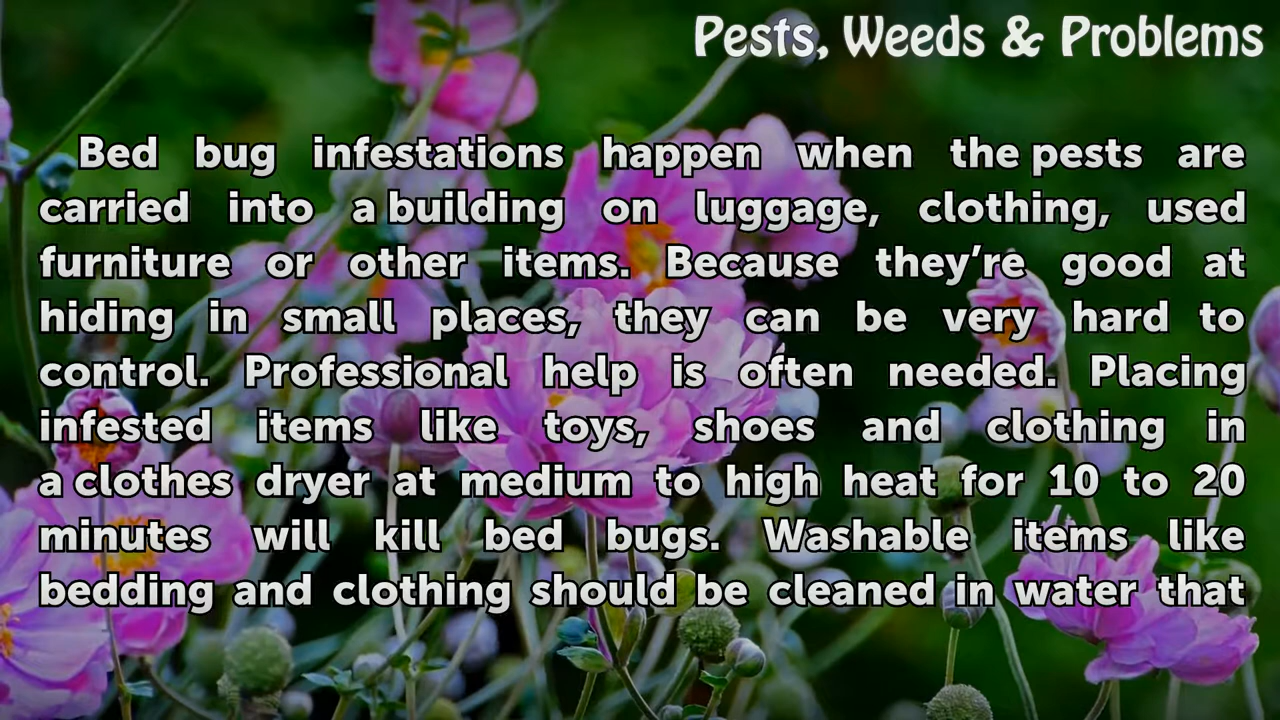 Pests, Weeds & Problems
Bed bug infestations happen when the pests are
carried into a building on luggage, clothing, used
furniture or other items. Because they’re good at
hiding in small places, they can be very hard to
control. Professional help is often needed. Placing
infested items like toys, shoes and clothing in
a clothes dryer at medium to high heat for 10 to 20
minutes will kill bed bugs. Washable items like
bedding and clothing should be cleaned in water that